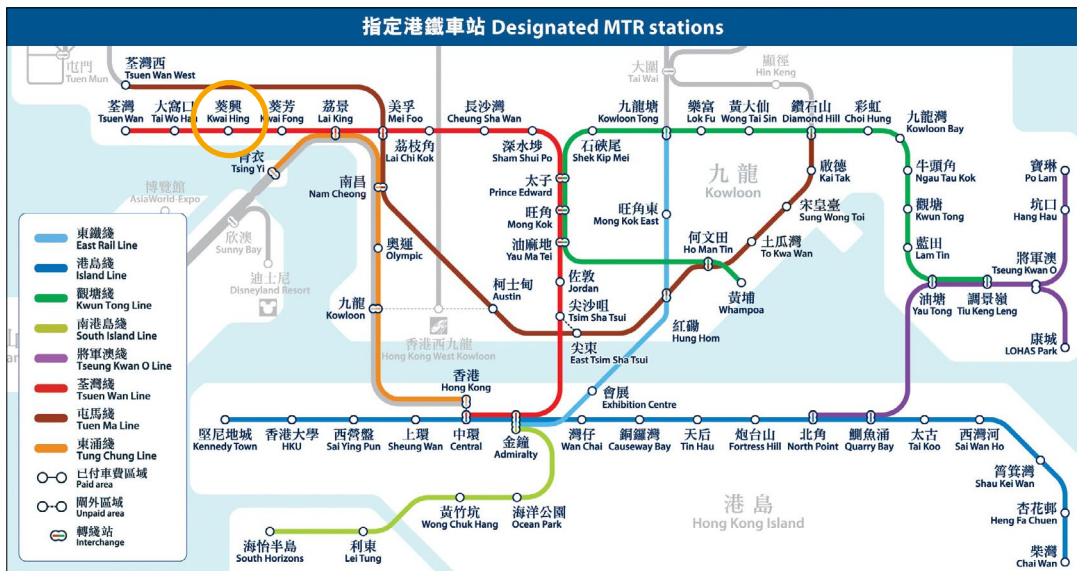 指定港鐵車站 Designated MTR stations
屯門
Tuen Mun
荃灣西
Tsuen Wan West
大圍
Tai Wai
顯徑
Hin Keng
荃灣
Tsuen Wan
大窩口
Tai Wo Hau
葵興
Kwai Hing
葵芳
Kwai Fong
荔景
Lai King
美孚
Mei Foo
荔枝角
Lai Chi Kok
長沙灣
Cheung Sha Wan
深水埗
Sham Shui Po
石硤尾
Shek Kip Mei
九龍塘
Kowloon Tong
樂富
Lok Fu
黃大仙
Wong Tai Sin
鑽石山
Diamond Hill
彩虹
Choi Hung
九龍灣
Kowloon Bay
青衣
Tsing Yi
博覽館
AsiaWorld-Expo
欣澳
Sunny Bay
迪士尼
Disneyland Resort
南昌
Nam Cheong
太子
Prince Edward
旺角
Mong Kok
油麻地
Yau Ma Tei
旺角東
Mong Kok East
九龍
Kowloon
啟德
Kai Tak
宋皇臺
Sung Wong Toi
土瓜灣
To Kwa Wan
何文田
Ho Man Tin
黃埔
Whampoa
牛頭角
Ngau Tau Kok
觀塘
Kwun Tong
藍田
Lam Tin
寶琳
Po Lam
坑口
Hang Hau
將軍澳
Tseung Kwan O
油塘
Yau Tong
調景嶺
Tiu Keng Leng
康城
LOHAS Park
奧運
Olympic
九龍
Kowloon
柯士甸
Austin
香港西九龍
Hong Kong West Kowloon
佐敦
Jordan
尖沙咀
Tsim Sha Tsui
尖東
East Tsim Sha Tsui
紅磡
Hung Hom
會展
Exhibition Centre
香港
Hong Kong
堅尼地城
Kennedy Town
香港大學
HKU
西營盤
Sai Ying Pun
上環
Sheung Wan
中環
Central
金鐘
Admiralty
灣仔
Wan Chai
銅鑼灣
Causeway Bay
天后
Tin Hau
炮台山
Fortress Hill
北角
North Point
鰂魚涌
Quarry Bay
太古
Tai Koo
西灣河
Sai Wan Ho
筲箕灣
Shau Kei Wan
杏花邨
Heng Fa Chuen
柴灣
Chai Wan
港島
Hong Kong Island
黃竹坑
Wong Chuk Hang
海洋公園
Ocean Park
海怡半島
South Horizons
利東
Lei Tung
東鐵綫
East Rail Line
港島綫
Island Line
觀塘綫
Kwun Tong Line
南港島綫
South Island Line
將軍澳綫
Tseung Kwan O Line
荃灣綫
Tsuen Wan Line
屯馬綫
Tuen Ma Line
東涌綫
Tung Chung Line
已付車費區域
Paid area
閘外區域
Unpaid area
轉綫站
Interchange